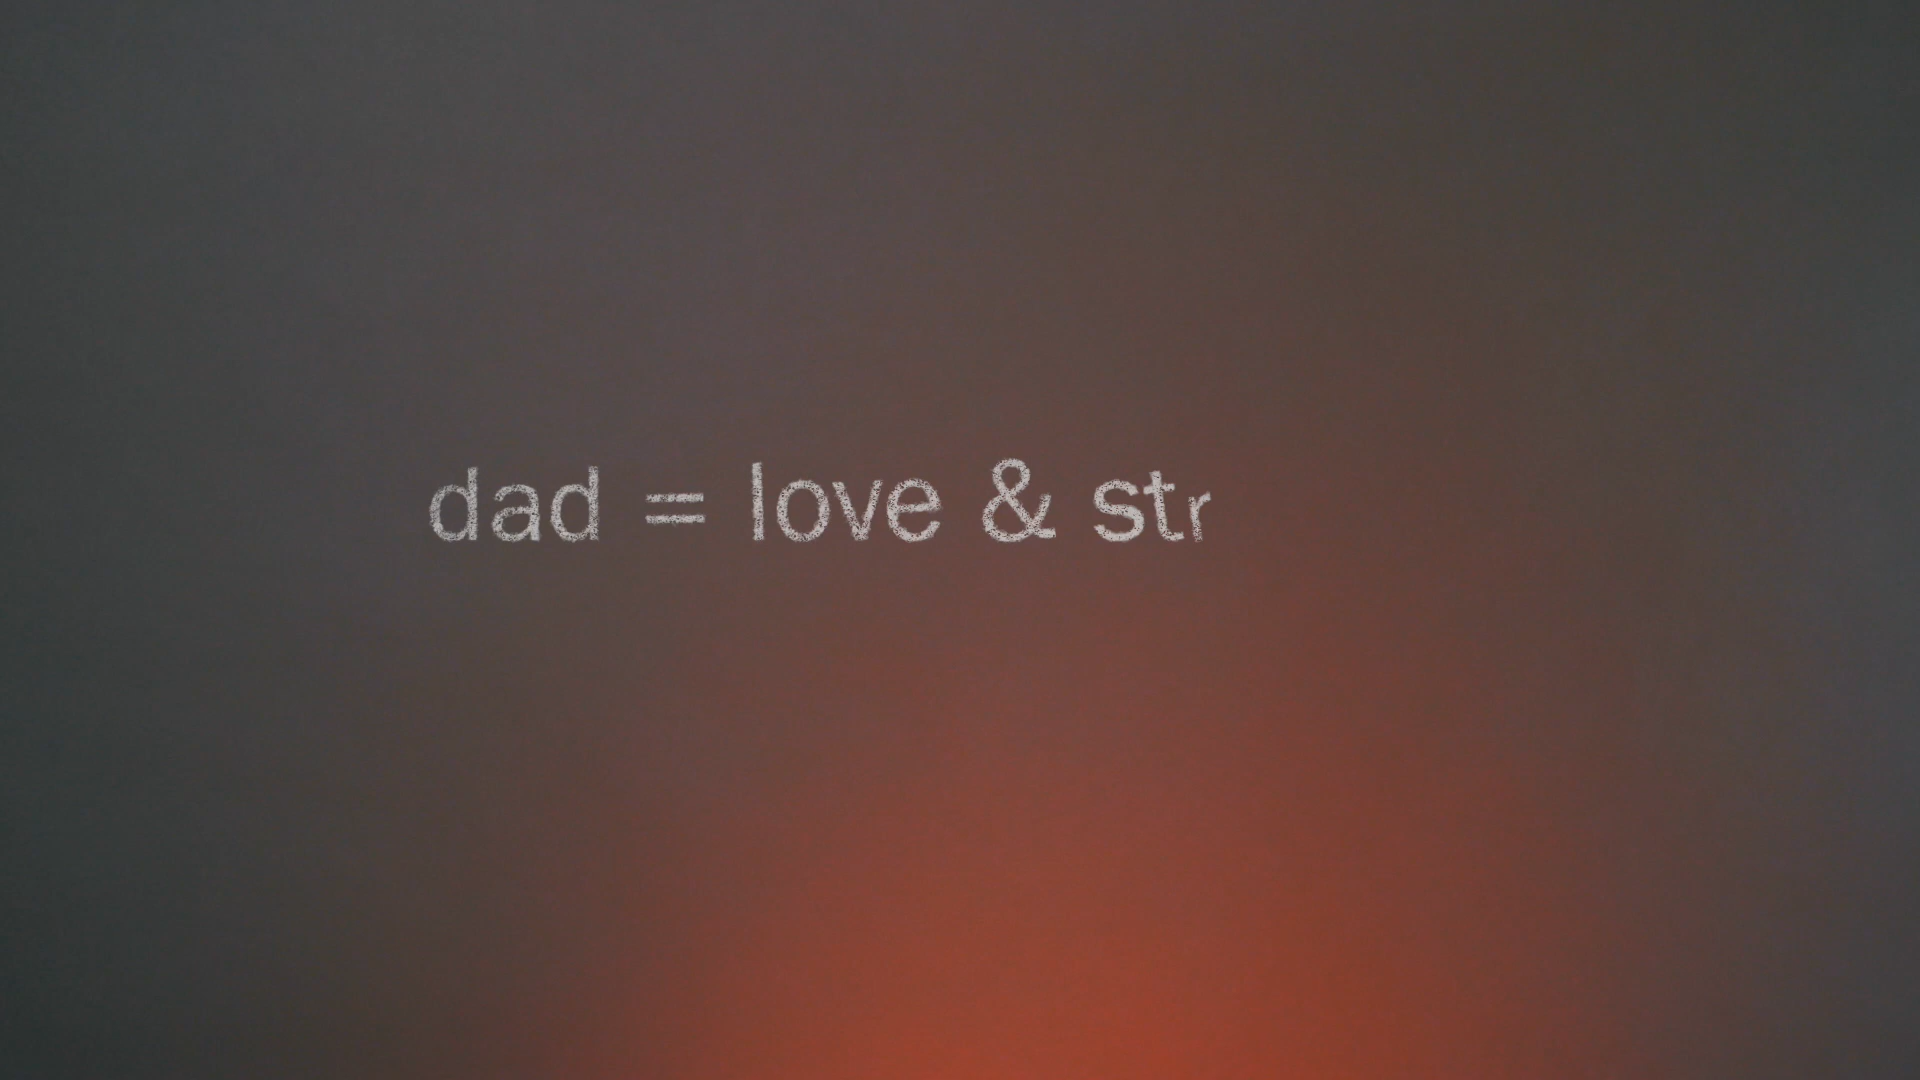 dad = love & str